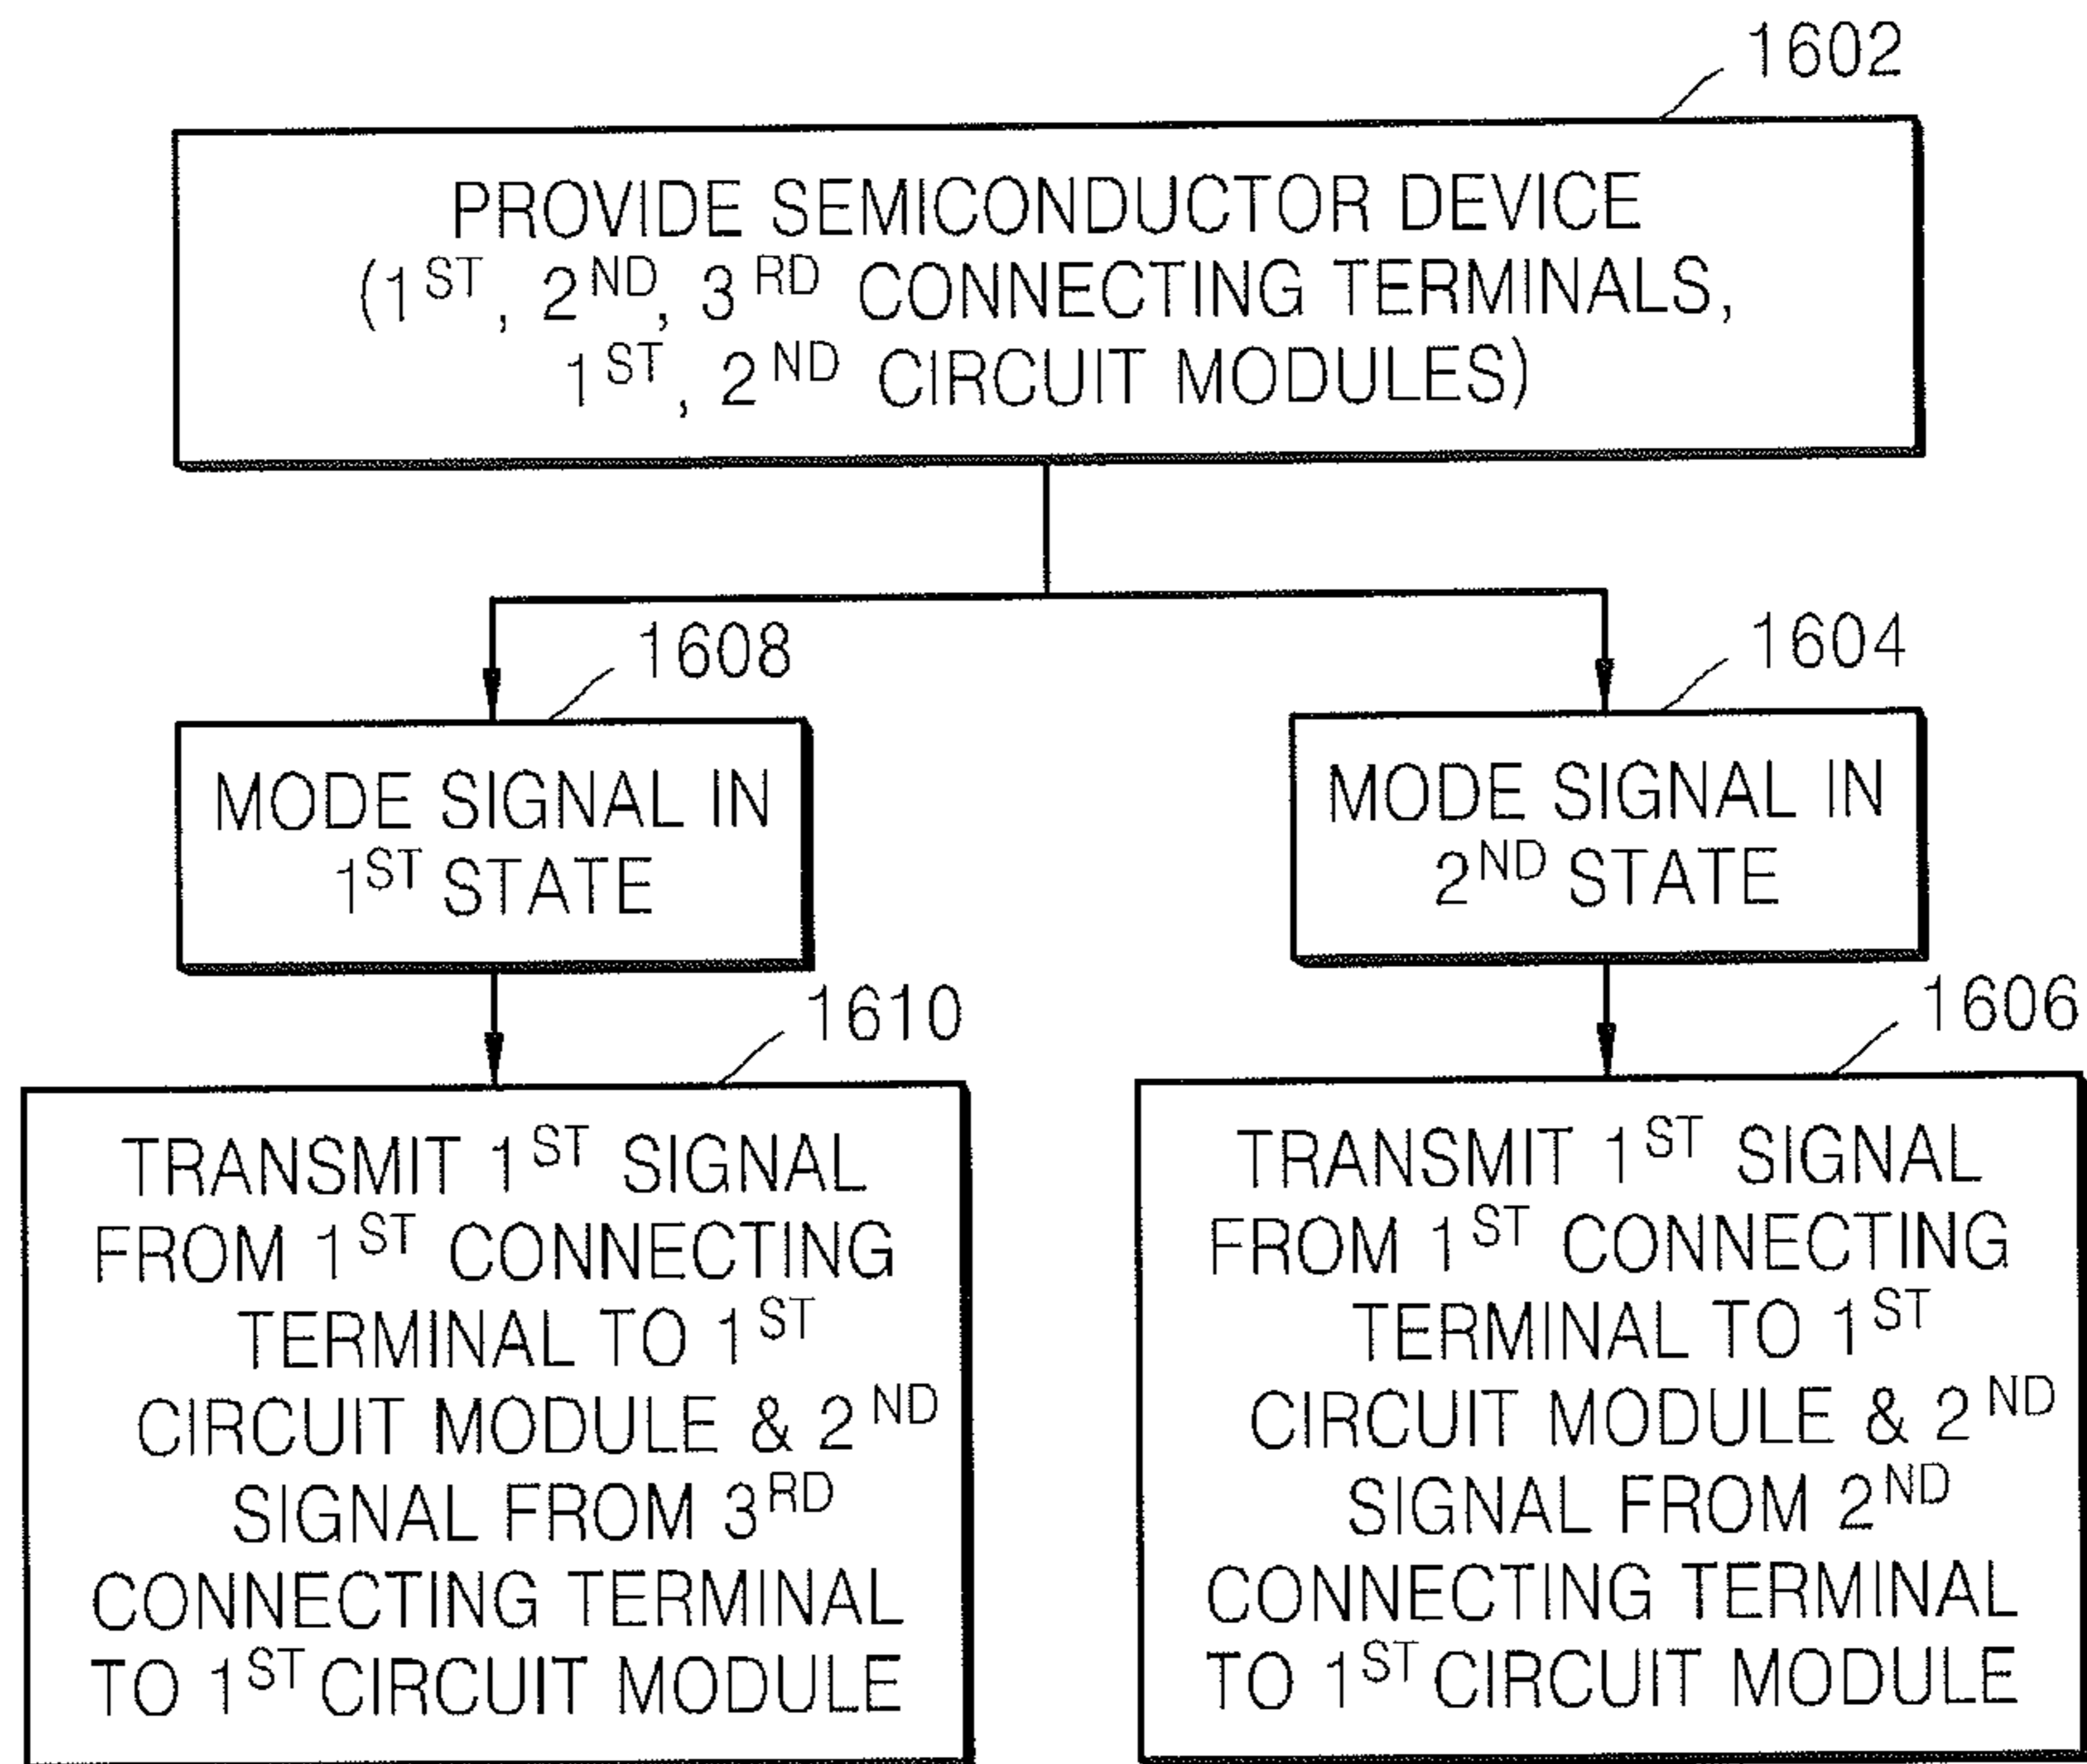 1602
PROVIDE SEMICONDUCTOR DEVICE
(1ST, 2ND, 3RD CONNECTING TERMINALS,
1ST, 2ND CIRCUIT MODULES)
1608
MODE SIGNAL IN
1ST STATE
1604
MODE SIGNAL IN
2ND STATE
1610
TRANSMIT 1ST SIGNAL
FROM 1ST CONNECTING
TERMINAL TO 1ST
CIRCUIT MODULE & 2ND
SIGNAL FROM 3RD
CONNECTING TERMINAL
TO 1ST CIRCUIT MODULE
1606
TRANSMIT 1ST SIGNAL
FROM 1ST CONNECTING
TERMINAL TO 1ST
CIRCUIT MODULE & 2ND
SIGNAL FROM 2ND
CONNECTING TERMINAL
TO 1ST CIRCUIT MODULE